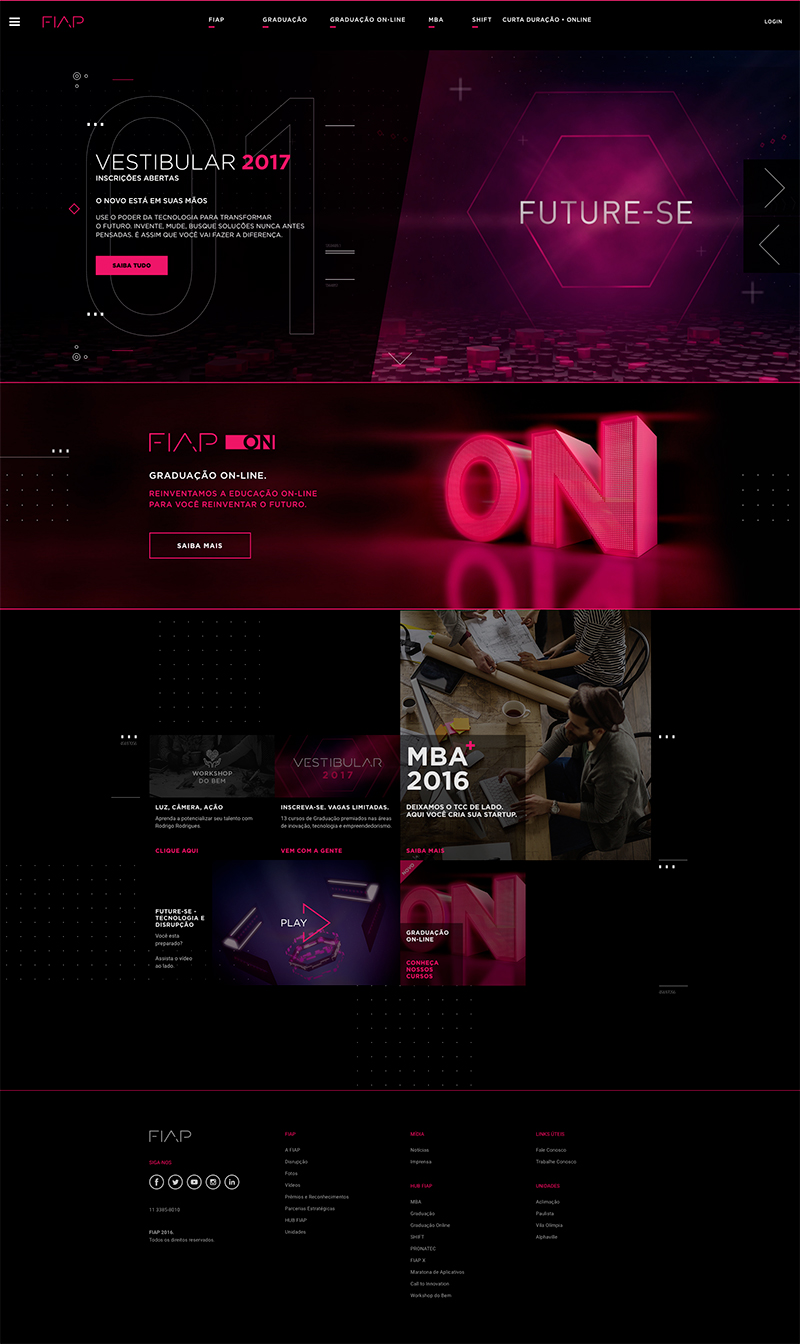 FIAP
FIAP
GRADUAÇÃO
GRADUAÇÃO ON-LINE
MBA
SHIFT
CURTA DURAÇÃO • ONLINE
LOGIN
01
VESTIBULAR 2017
INSCRIÇÕES ABERTAS
O NOVO ESTÁ EM SUAS MÃOS
USE O PODER DA TECNOLOGIA PARA TRANSFORMAR
O FUTURO. INVENTE, MUDE, BUSQUE SOLUÇÕES NUNCA ANTES
PENSADAS. É ASSIM QUE VOCÊ VAI FAZER A DIFERENÇA.
SAIBA TUDO
FUTURE-SE
FIAP ON
GRADUAÇÃO ON-LINE.
REINVENTAMOS A EDUCAÇÃO ON-LINE
PARA VOCÊ REINVENTAR O FUTURO.
SAIBA MAIS
ON
WORKSHOP
DO BEM
LUZ, CÂMERA, AÇÃO
Aprenda a potencializar seu talento com
Rodrigo Rodrigues.
CLIQUE AQUI
VESTIBULAR
2017
INSCREVA-SE. VAGAS LIMITADAS.
13 cursos de Graduação premiados nas áreas
de inovação, tecnologia e empreendedorismo.
VEM COM A GENTE
MBA+
2016
DEIXAMOS O TCC DE LADO.
AQUI VOCÊ CRIA SUA STARTUP.
SAIBA MAIS
FUTURE-SE -
TECNOLOGIA E
DISRUPÇÃO
Você está
preparado?
Assista o vídeo
ao lado.
PLAY
NOVO
ON
GRADUAÇÃO
ON-LINE
CONHEÇA
NOSSOS
CURSOS
FIAP
SIGA-NOS
11 3385-8010
FIAP 2016.
Todos os direitos reservados.
FIAP
A FIAP
Disrupção
Fotos
Vídeos
Prêmios e Reconhecimentos
Parcerias Estratégicas
HUB FIAP
Unidades
MÍDIA
Notícias
Imprensa
HUB FIAP
MBA
Graduação
Graduação Online
SHIFT
PRONATEC
FIAP X
Maratona de Aplicativos
Call to Innovation
Workshop do Bem
LINKS ÚTEIS
Fale Conosco
Trabalhe Conosco
UNIDADES
Aclimação
Paulista
Vila Olímpia
Alphaville